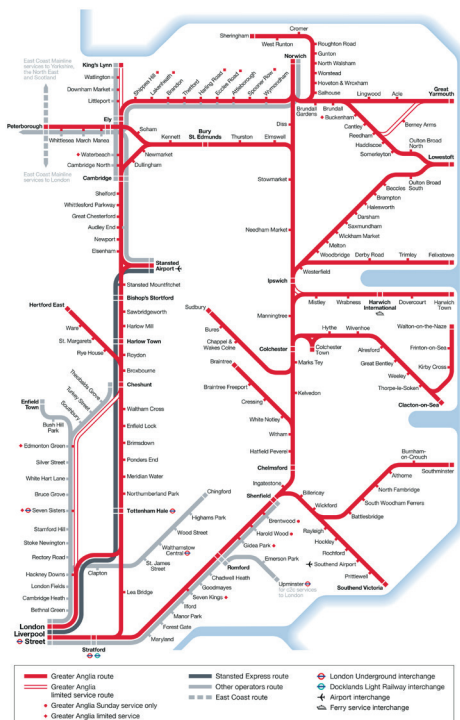 East Coast Mainline
services to Yorkshire,
the North East
and Scotland
King's Lynn
Watlington
Downham Market
Littleport
Ely
Peterborough
Whittlesea
March
Manea
Waterbeach
Cambridge North
East Coast Mainline
services to London
Cambridge
Shippea Hill
Lakenheath
Brandon
Thetford
Harling Road
Eccles Road
Attleborough
Spooner Row
Wymondham
Sheringham
West Runton
Cromer
Roughton Road
Gunton
North Walsham
Worstead
Hoveton & Wroxham
Salhouse
Norwich
Brundall
Gardens
Brundall
Buckenham
Lingwood
Acle
Great
Yarmouth
Cantley
Reedham
Haddiscoe
Somerleyton
Berney Arms
Oulton Broad
North
Lowestoft
Oulton Broad
South
Beccles
Brampton
Halesworth
Darsham
Saxmundham
Wickham Market
Melton
Woodbridge
Westerfield
Derby Road
Trimley
Felixstowe
Soham
Kennett
Bury
St. Edmunds
Thurston
Elmswell
Newmarket
Dullingham
Diss
Stowmarket
Needham Market
Ipswich
Shelford
Whittlesford Parkway
Great Chesterford
Audley End
Newport
Elsenham
Stansted
Airport
Stansted Mountfitchet
Bishop's Stortford
Sawbridgeworth
Harlow Mill
Harlow Town
Roydon
Broxbourne
Hertford East
Ware
St. Margarets
Rye House
Cheshunt
Theobalds Grove
Turkey Street
Southbury
Waltham Cross
Enfield Lock
Brimsdown
Ponders End
Meridian Water
Northumberland Park
Tottenham Hale
Enfield
Town
Bush Hill
Park
Edmonton Green
Silver Street
White Hart Lane
Bruce Grove
Seven Sisters
Stamford Hill
Stoke Newington
Rectory Road
Hackney Downs
London Fields
Cambridge Heath
Bethnal Green
London
Liverpool
Street
Clapton
St. James
Street
Walthamstow
Central
Wood Street
Highams Park
Chingford
Lea Bridge
Stratford
Maryland
Forest Gate
Manor Park
Ilford
Seven Kings
Goodmayes
Chadwell Heath
Romford
Emerson Park
Upminster
for c2c services
to London
Gidea Park
Harold Wood
Brentwood
Shenfield
Ingatestone
Chelmsford
Hatfield Peverel
Witham
White Notley
Cressing
Braintree Freeport
Braintree
Kelvedon
Marks Tey
Chappel &
Wakes Colne
Bures
Sudbury
Colchester
Manningtree
Mistley
Wrabness
Harwich
International
Dovercourt
Harwich
Town
Hythe
Wivenhoe
Colchester
Town
Alresford
Great Bentley
Weeley
Thorpe-le-Soken
Walton-on-the-Naze
Frinton-on-Sea
Kirby Cross
Clacton-on-Sea
Billericay
Wickford
Rayleigh
Hockley
Rochford
Southend Airport
Prittlewell
Southend Victoria
Battlesbridge
South Woodham Ferrers
North Fambridge
Althorne
Burnham-
on-Crouch
Southminster
Greater Anglia route
Greater Anglia
limited service route
Greater Anglia Sunday service only
Greater Anglia limited service
Stansted Express route
Other operators route
East Coast route
London Underground interchange
Docklands Light Railway interchange
Airport interchange
Ferry service interchange